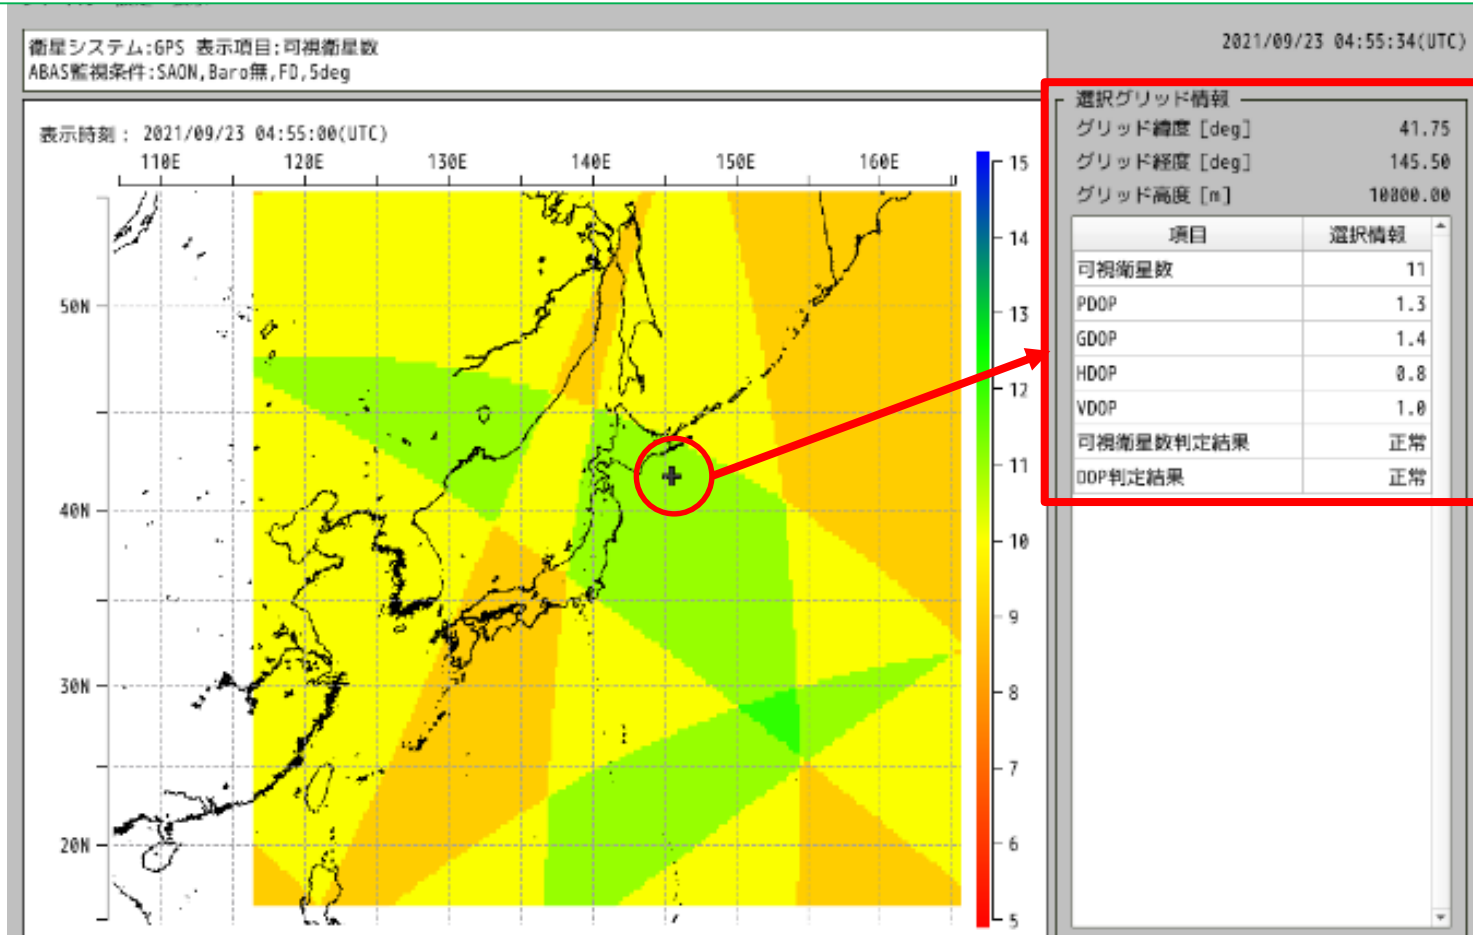 衛星システム:GPS 表示項目:可視衛星数
ABAS監視条件:SAON,Baro無,FD,5deg
2021/09/23 04:55:34(UTC)
表示時刻: 2021/09/23 04:55:00(UTC)
110E 120E 130E 140E 150E 160E
50N
40N
30N
20N
15
14
13
12
11
10
9
8
7
6
5
選択グリッド情報
グリッド緯度 [deg] 41.75
グリッド経度 [deg] 145.50
グリッド高度 [m] 10800.00
項目 選択情報
可視衛星数 11
PDOP 1.3
GDOP 1.4
HDOP 0.8
VDOP 1.0
可視衛星数判定結果 正常
DOP判定結果 正常